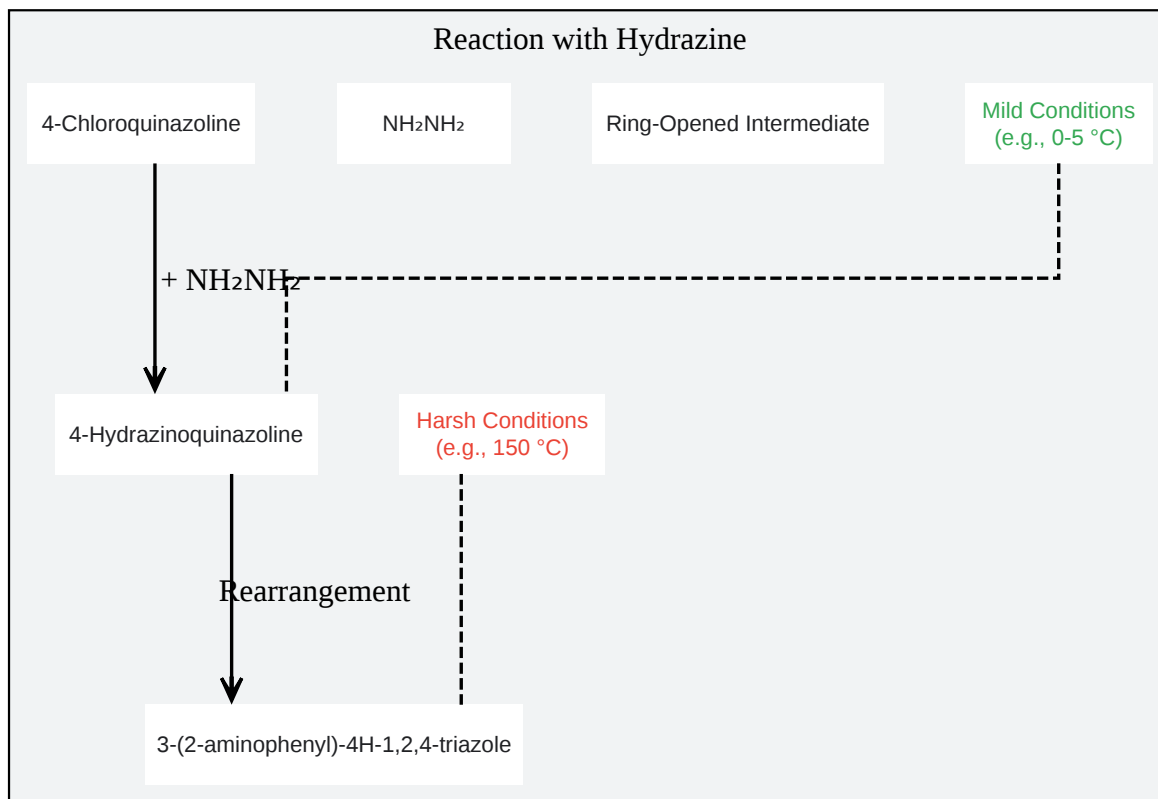 Reaction with Hydrazine
4-Chloroquinazoline
NH₂NH₂
Ring-Opened Intermediate
Mild Conditions
(e.g., 0-5 °C)
+ NH₂NH₂
4-Hydrazinoquinazoline
Harsh Conditions
(e.g., 150 °C)
Rearrangement
3-(2-aminophenyl)-4H-1,2,4-triazole